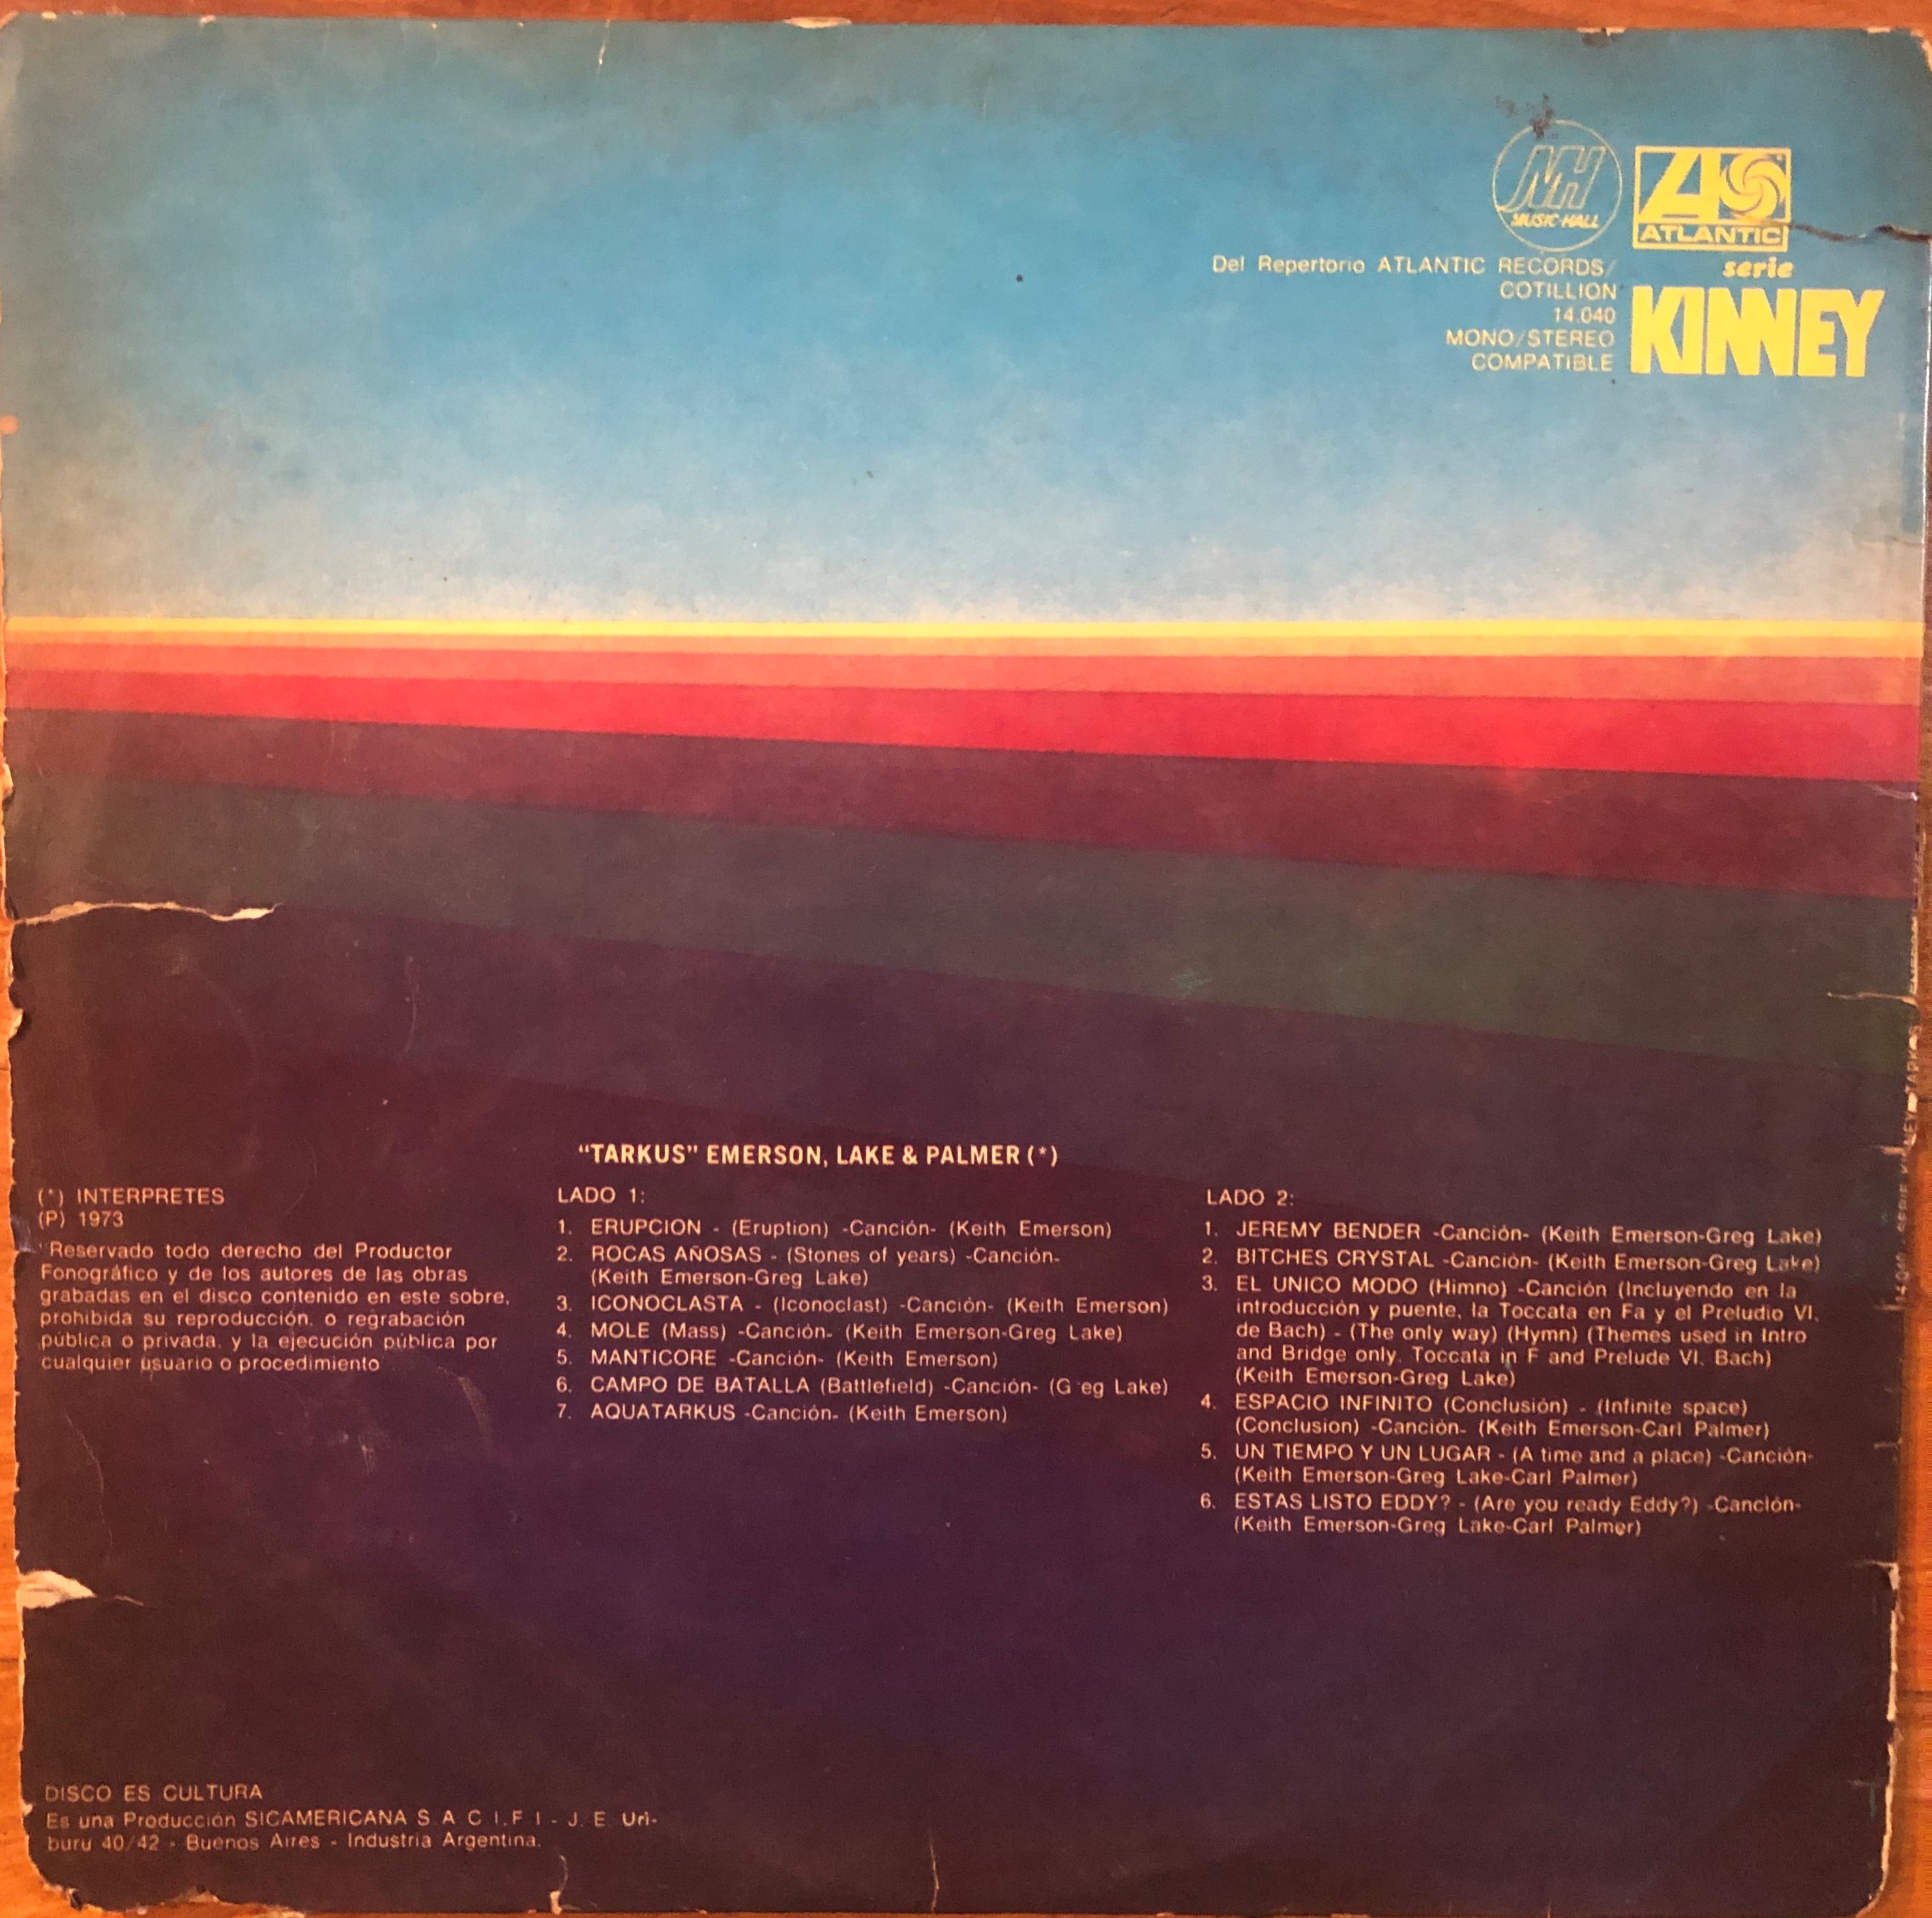 MH
MUSIC-HALL
ATLANTIC
Del Repertorio ATLANTIC RECORDS/
COTILLION
14.040
MONO/STEREO
COMPATIBLE
serie
KINNEY
"TARKUS" EMERSON, LAKE & PALMER (*)
(*) INTERPRETES
(P) 1973
"Reservado todo derecho del Productor
Fonográfico y de los autores de las obras
grabadas en el disco contenido en este sobre,
prohibida su reproducción, o regrabación
pública o privada, y la ejecución pública por
cualquier usuario o procedimiento
LADO 1:
1. ERUPCION - (Eruption) -Canción- (Keith Emerson)
2. ROCAS AÑOSAS - (Stones of years) -Canción-
(Keith Emerson-Greg Lake)
3. ICONOCLASTA - (Iconoclast) -Canción- (Keith Emerson)
4. MOLE (Mass) -Canción- (Keith Emerson-Greg Lake)
5. MANTICORE -Canción- (Keith Emerson)
6. CAMPO DE BATALLA (Battlefield) -Canción- (G eg Lake)
7. AQUATARKUS -Canción- (Keith Emerson)
LADO 2:
1. JEREMY BENDER -Canción- (Keith Emerson-Greg Lake)
2. BITCHES CRYSTAL -Canción- (Keith Emerson-Greg Lake)
3. EL UNICO MODO (Himno) -Canción (Incluyendo en la
introducción y puente, la Toccata en Fa y el Preludio VI,
de Bach) - (The only way) (Hymn) (Themes used in Intro
and Bridge only, Toccata in F and Prelude VI, Bach)
(Keith Emerson-Greg Lake)
4. ESPACIO INFINITO (Conclusión) - (Infinite space)
(Conclusion) -Canción- (Keith Emerson-Carl Palmer)
5. UN TIEMPO Y UN LUGAR - (A time and a place) -Canción-
(Keith Emerson-Greg Lake-Carl Palmer)
6. ESTAS LISTO EDDY? - (Are you ready Eddy?) -Canción-
(Keith Emerson-Greg Lake-Carl Palmer)
DISCO ES CULTURA
Es una Producción SICAMERICANA S A C I.F I - J. E. Uri-
buru 40/42 - Buenos Aires - Industria Argentina.